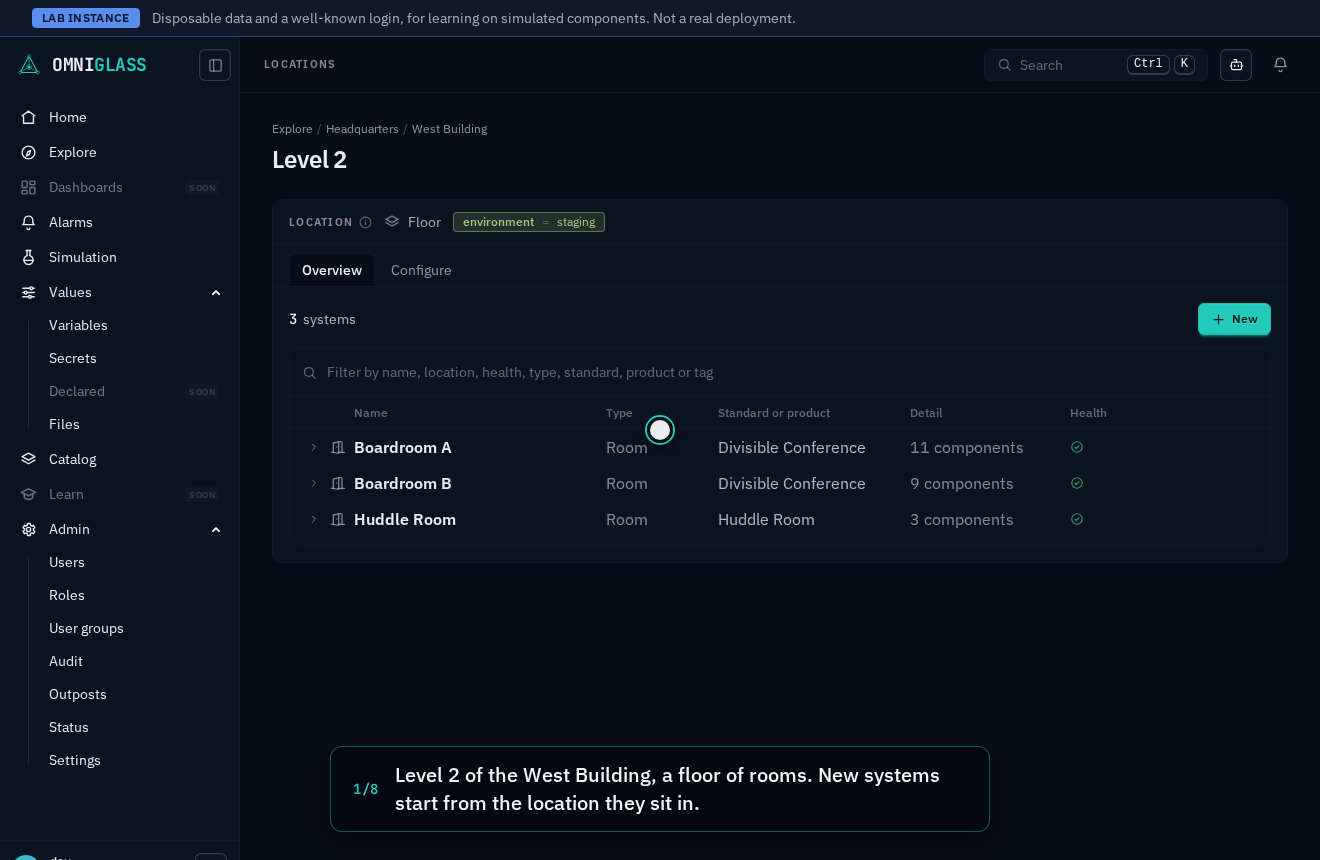 LAB INSTANCE Disposable data and a well-known login, for learning on simulated components. Not a real deployment.
OMNIGLASS
LOCATIONS
Search Ctrl K
Home
Explore
Dashboards SOON
Alarms
Simulation
Values
Variables
Secrets
Declared SOON
Files
Catalog
Learn SOON
Admin
Users
Roles
User groups
Audit
Outposts
Status
Settings
Explore / Headquarters / West Building
Level 2
LOCATION Floor environment = staging
Overview Configure
3 systems
New
Filter by name, location, health, type, standard, product or tag
Name Type Standard or product Detail Health
Boardroom A Room Divisible Conference 11 components
Boardroom B Room Divisible Conference 9 components
Huddle Room Room Huddle Room 3 components
1/8 Level 2 of the West Building, a floor of rooms. New systems
start from the location they sit in.